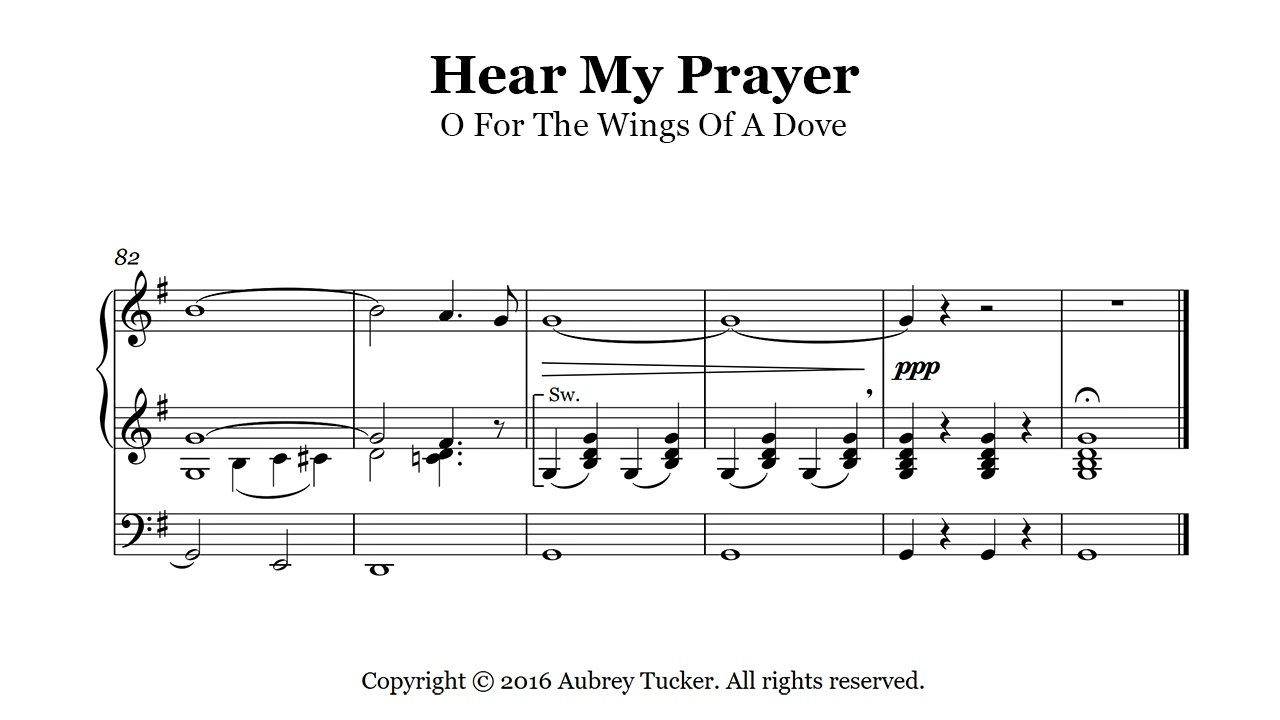 Hear My Prayer
O For The Wings Of A Dove
82
ppp
Sw.
Copyright © 2016 Aubrey Tucker. All rights reserved.